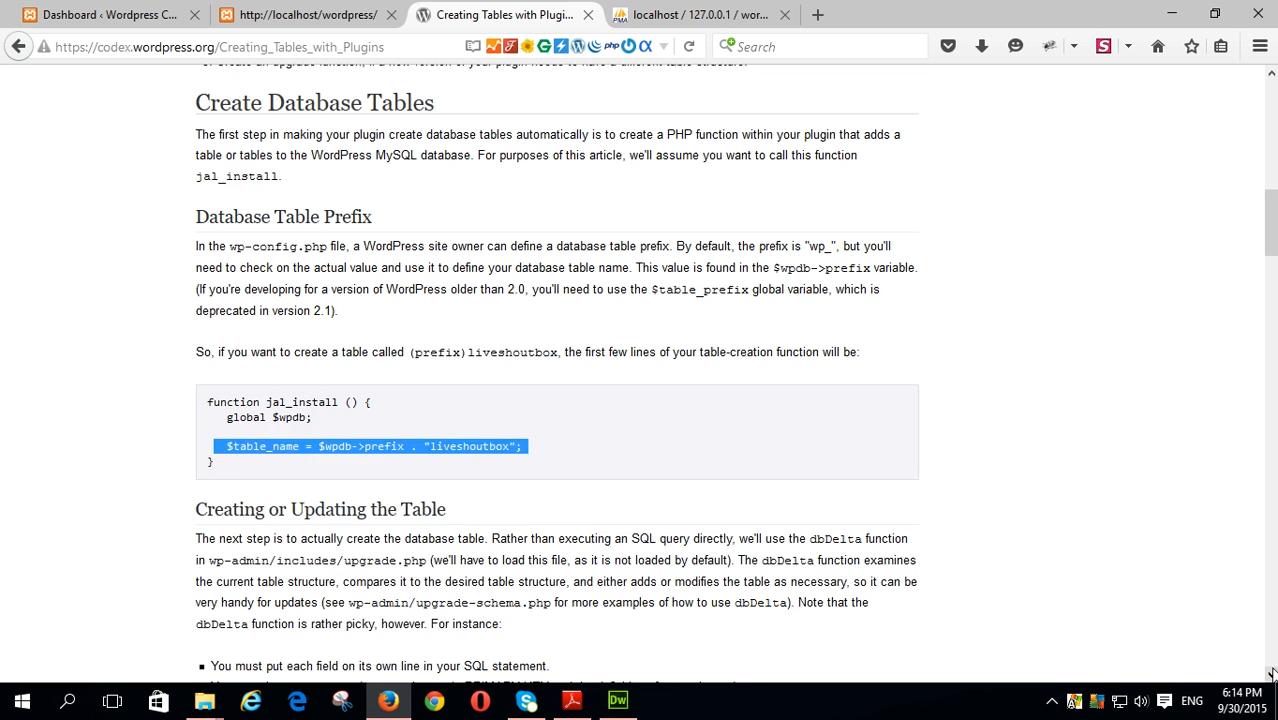 Dashboard ‹ Wordpress C...
http://localhost/wordpress/
Creating Tables with Plugin...
localhost / 127.0.0.1 / wor...
https://codex.wordpress.org/Creating_Tables_with_Plugins
php
Search
Create Database Tables
The first step in making your plugin create database tables automatically is to create a PHP function within your plugin that adds a
table or tables to the WordPress MySQL database. For purposes of this article, we'll assume you want to call this function
jal_install.
Database Table Prefix
In the wp-config.php file, a WordPress site owner can define a database table prefix. By default, the prefix is "wp_", but you'll
need to check on the actual value and use it to define your database table name. This value is found in the $wpdb->prefix variable.
(If you're developing for a version of WordPress older than 2.0, you'll need to use the $table_prefix global variable, which is
deprecated in version 2.1).
So, if you want to create a table called (prefix)liveshoutbox, the first few lines of your table-creation function will be:
function jal_install () {
global $wpdb;
$table_name = $wpdb->prefix . "liveshoutbox";
}
Creating or Updating the Table
The next step is to actually create the database table. Rather than executing an SQL query directly, we'll use the dbDelta function
in wp-admin/includes/upgrade.php (we'll have to load this file, as it is not loaded by default). The dbDelta function examines
the current table structure, compares it to the desired table structure, and either adds or modifies the table as necessary, so it can be
very handy for updates (see wp-admin/upgrade-schema.php for more examples of how to use dbDelta). Note that the
dbDelta function is rather picky, however. For instance:
You must put each field on its own line in your SQL statement.
Dw
ENG
6:14 PM
9/30/2015